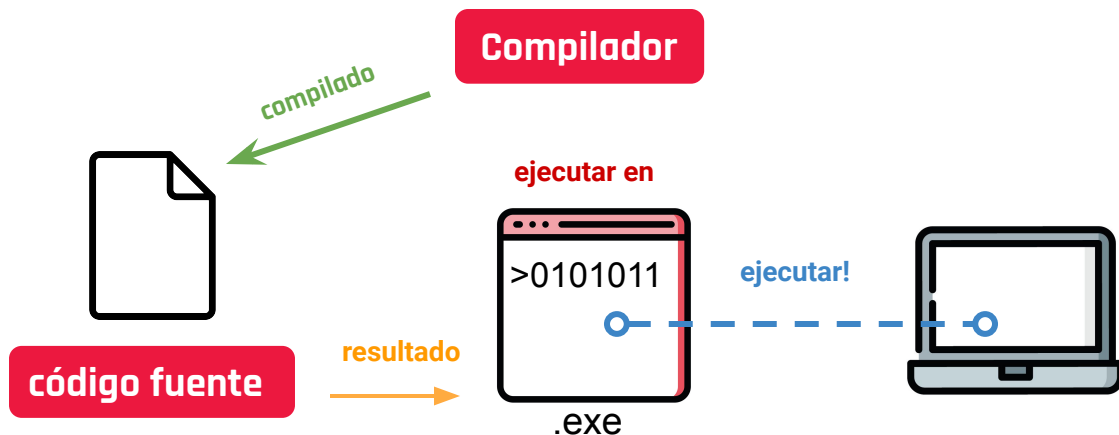 Compilador
compilado
ejecutar en
>0101011
ejecutar!
resultado
código fuente
.exe